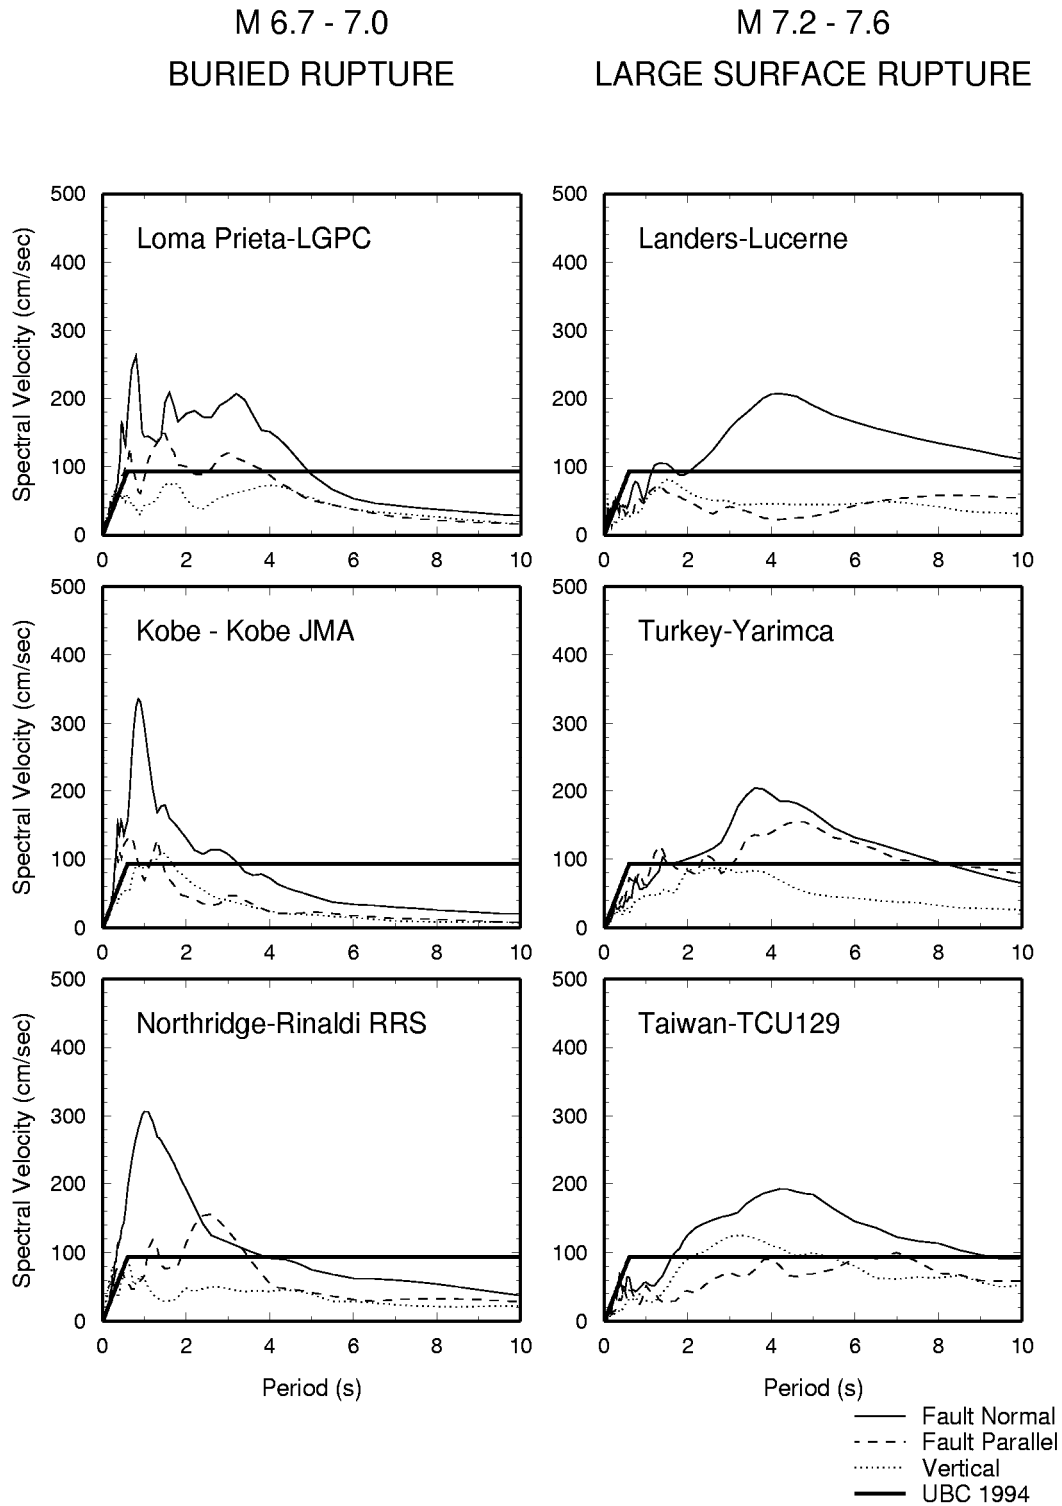 M 6.7 - 7.0
BURIED RUPTURE
M 7.2 - 7.6
LARGE SURFACE RUPTURE
Spectral Velocity (cm/sec)
500
400
300
200
100
0
Loma Prieta-LGPC
0 2 4 6 8 10
500
400
300
200
100
0
Landers-Lucerne
0 2 4 6 8 10
Spectral Velocity (cm/sec)
500
400
300
200
100
0
Kobe - Kobe JMA
0 2 4 6 8 10
500
400
300
200
100
0
Turkey-Yarimca
0 2 4 6 8 10
Spectral Velocity (cm/sec)
500
400
300
200
100
0
Northridge-Rinaldi RRS
0 2 4 6 8 10
Period (s)
500
400
300
200
100
0
Taiwan-TCU129
0 2 4 6 8 10
Period (s)
Fault Normal
Fault Parallel
Vertical
UBC 1994